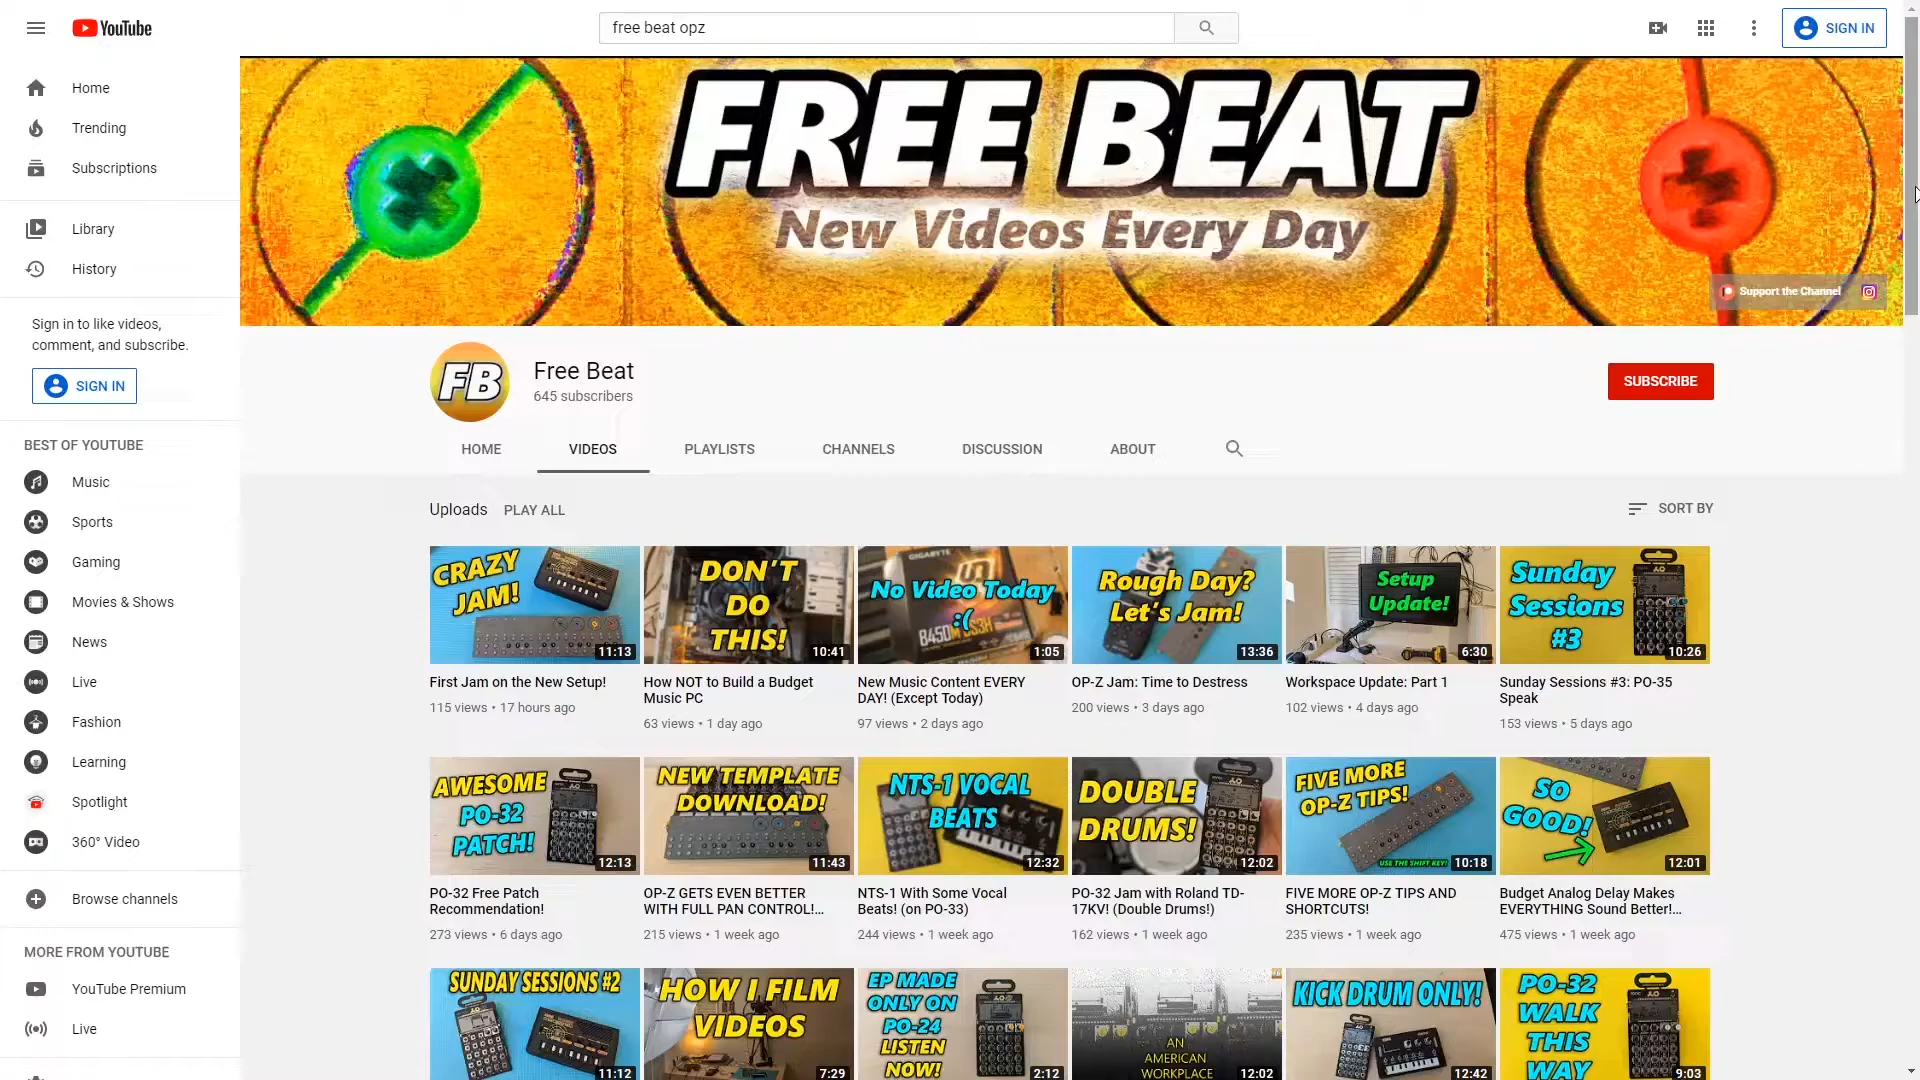 YouTube
free beat opz
SIGN IN
Home
Trending
Subscriptions
Library
History
Sign in to like videos,
comment, and subscribe.
SIGN IN
BEST OF YOUTUBE
Music
Sports
Gaming
Movies & Shows
News
Live
Fashion
Learning
Spotlight
360° Video
Browse channels
MORE FROM YOUTUBE
YouTube Premium
Live
FREE BEAT
New Videos Every Day
Support the Channel
FB
Free Beat
645 subscribers
SUBSCRIBE
HOME VIDEOS PLAYLISTS CHANNELS DISCUSSION ABOUT
Uploads PLAY ALL
SORT BY
CRAZY
JAM!
11:13
First Jam on the New Setup!
115 views • 17 hours ago
DON'T
DO
THIS!
10:41
How NOT to Build a Budget
Music PC
63 views • 1 day ago
GIGABYTE
No Video Today
:(
B450M DS3H
1:05
New Music Content EVERY
DAY! (Except Today)
97 views • 2 days ago
Rough Day?
Let's Jam!
13:36
OP-Z Jam: Time to Destress
200 views • 3 days ago
Setup
Update!
6:30
Workspace Update: Part 1
102 views • 4 days ago
Sunday
Sessions
#3
10:26
Sunday Sessions #3: PO-35
Speak
153 views • 5 days ago
AWESOME
PO-32
PATCH!
12:13
PO-32 Free Patch
Recommendation!
273 views • 6 days ago
NEW TEMPLATE
DOWNLOAD!
11:43
OP-Z GETS EVEN BETTER
WITH FULL PAN CONTROL!...
215 views • 1 week ago
NTS-1 VOCAL
BEATS
12:32
NTS-1 With Some Vocal
Beats! (on PO-33)
244 views • 1 week ago
DOUBLE
DRUMS!
12:02
PO-32 Jam with Roland TD-
17KV! (Double Drums!)
162 views • 1 week ago
FIVE MORE
OP-Z TIPS!
USE THE SHIFT KEY!
10:18
FIVE MORE OP-Z TIPS AND
SHORTCUTS!
235 views • 1 week ago
SO
GOOD!
12:01
Budget Analog Delay Makes
EVERYTHING Sound Better!...
475 views • 1 week ago
SUNDAY SESSIONS #2
11:12
HOW I FILM
VIDEOS
7:29
EP MADE
ONLY ON
PO-24
LISTEN
NOW!
2:12
AN
AMERICAN
WORKPLACE
12:02
KICK DRUM ONLY!
12:42
PO-32
WALK
THIS
WAY
9:03